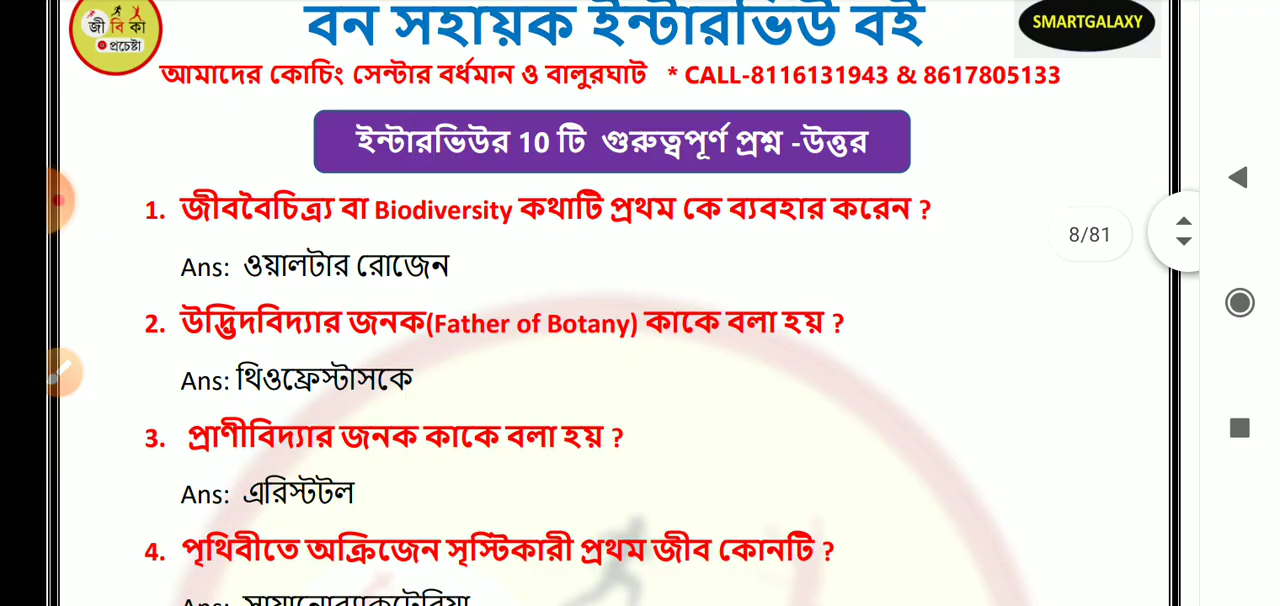 জী বি কা
প্রচেষ্টা
বন সহায়ক ইন্টারভিউ বই
SMARTGALAXY
আমাদের কোচিং সেন্টার বর্ধমান ও বালুরঘাট * CALL-8116131943 & 8617805133
ইন্টারভিউর 10 টি গুরুত্বপূর্ণ প্রশ্ন -উত্তর
1. জীববৈচিত্র্য বা Biodiversity কথাটি প্রথম কে ব্যবহার করেন ?
8/81
Ans: ওয়ালটার রোজেন
2. উদ্ভিদবিদ্যার জনক(Father of Botany) কাকে বলা হয় ?
Ans: থিওফ্রেস্টাসকে
3. প্রাণীবিদ্যার জনক কাকে বলা হয় ?
Ans: এরিস্টটল
4. পৃথিবীতে অক্রিজেন সৃস্টিকারী প্রথম জীব কোনটি ?
Ans: সায়ানোব্যাকটেরিয়া